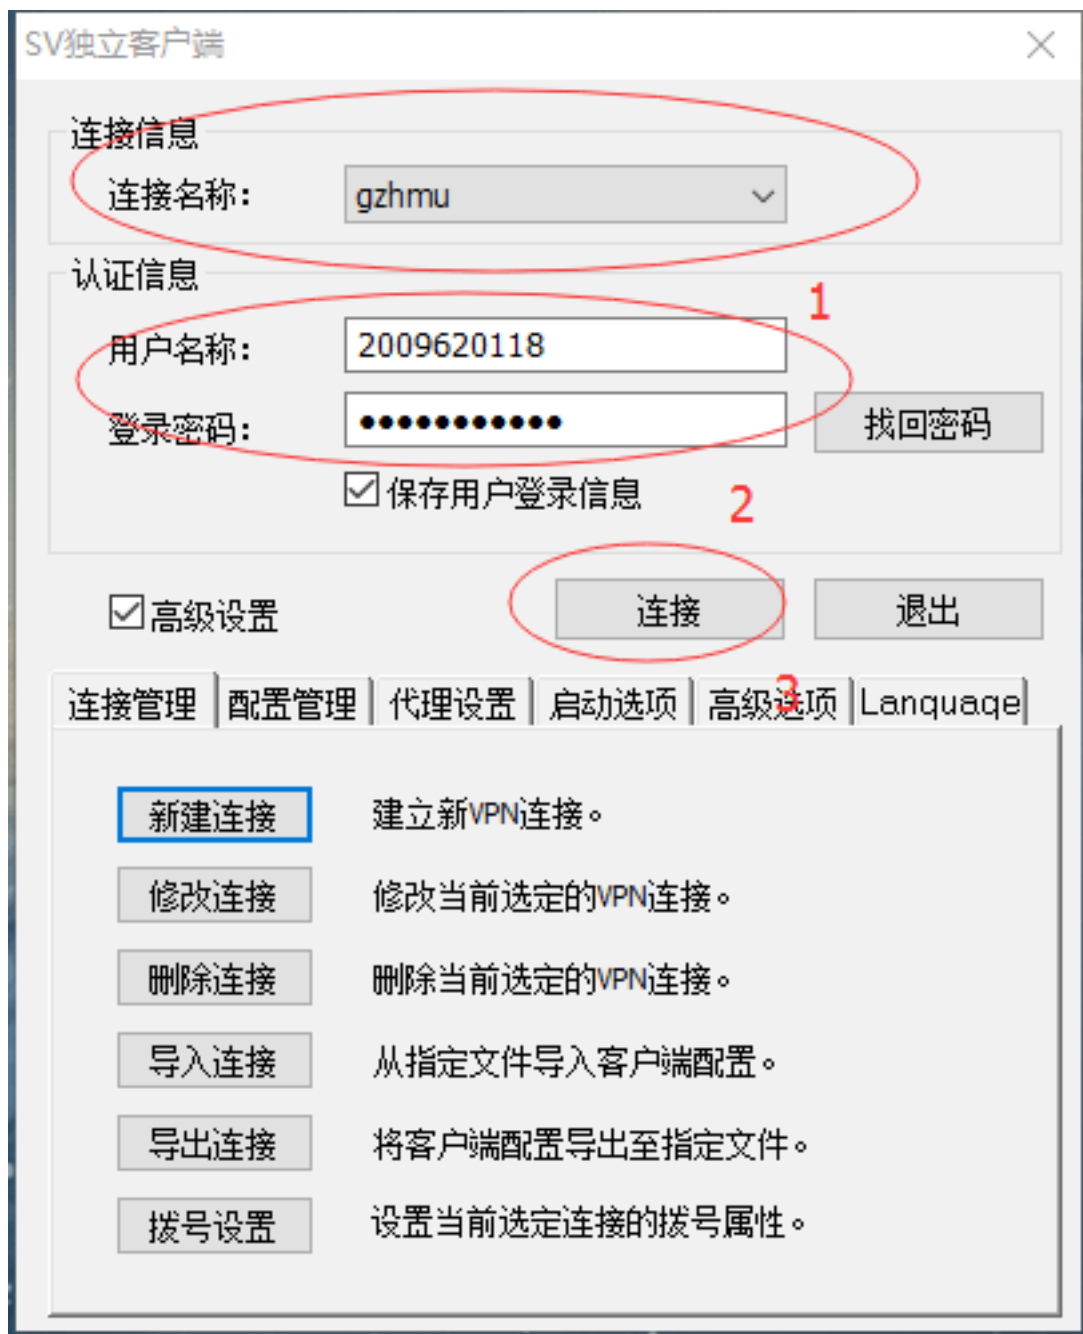 SV独立客户端
连接信息
连接名称: gzhmu
认证信息
1
用户名称: 2009620118
登录密码: ●●●●●●●●●●● 找回密码
保存用户登录信息 2
高级设置 连接 退出
3
连接管理 配置管理 代理设置 启动选项 高级选项 Language
新建连接 建立新VPN连接。
修改连接 修改当前选定的VPN连接。
删除连接 删除当前选定的VPN连接。
导入连接 从指定文件导入客户端配置。
导出连接 将客户端配置导出至指定文件。
拨号设置 设置当前选定连接的拨号属性。